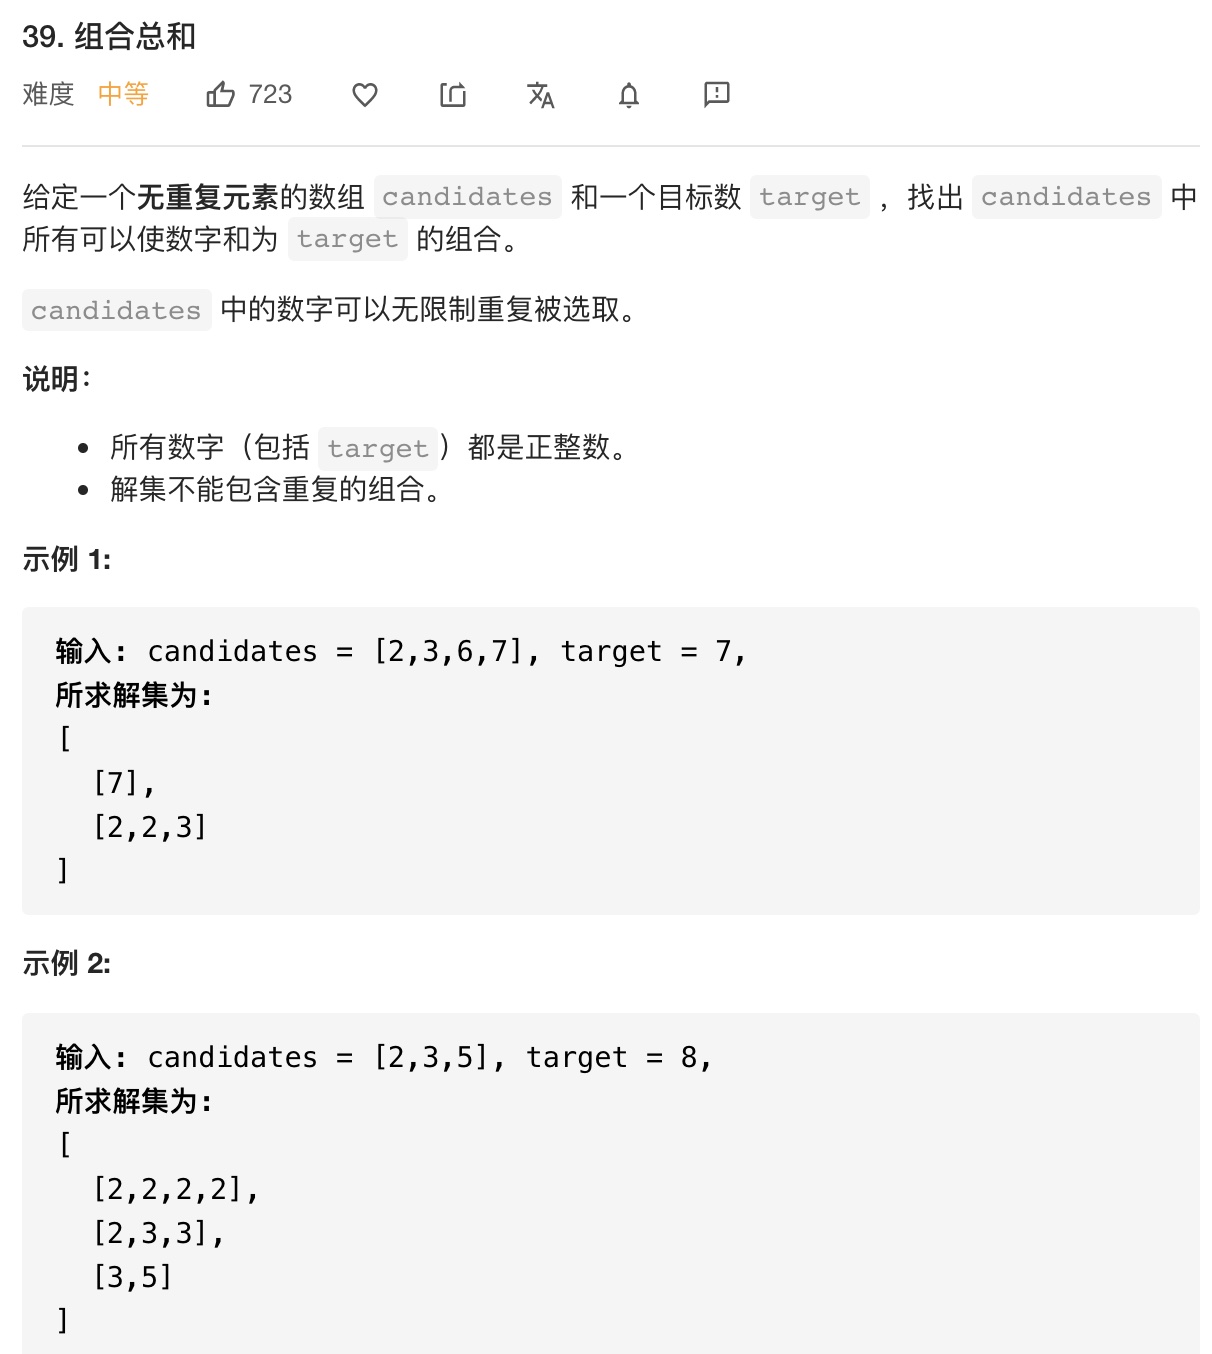 39. 组合总和
难度 中等 723
给定一个无重复元素的数组 candidates 和一个目标数 target ，找出 candidates 中
所有可以使数字和为 target 的组合。
candidates 中的数字可以无限制重复被选取。
说明：
所有数字（包括 target）都是正整数。
解集不能包含重复的组合。
示例 1:
输入: candidates = [2,3,6,7], target = 7,
所求解集为:
[
[7],
[2,2,3]
]
示例 2:
输入: candidates = [2,3,5], target = 8,
所求解集为:
[
[2,2,2,2],
[2,3,3],
[3,5]
]